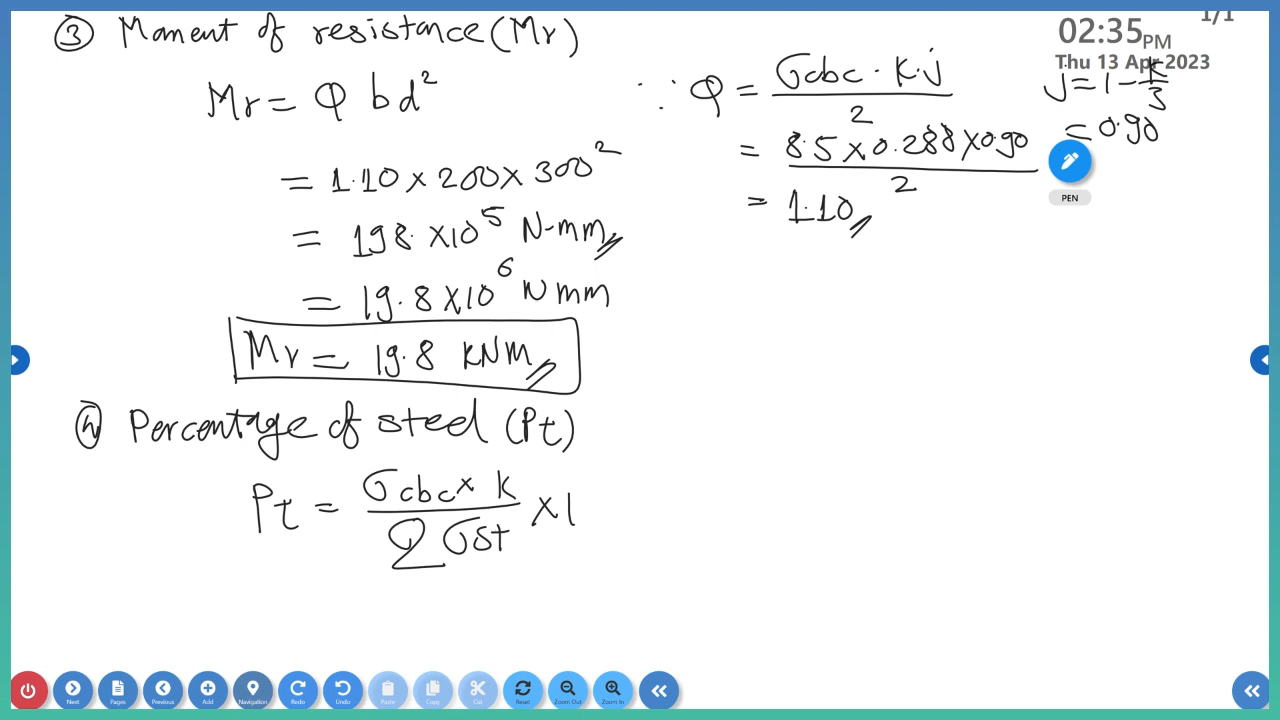 1/1
02:35 PM
Thu 13 Apr 2023
③ Moment of resistance (Mr)
Mr = Q bd²
= 1.10 × 200 × 300²
= 198 × 10⁵ N-mm
= 19.8 × 10⁶ N mm
Mr = 19.8 KNM
∵ Q = σcbc · K·j / 2
= 8.5 × 0.288 × 0.90 / 2
= 1.10
j = 1 - k/3
= 0.90
PEN
④ Percentage of steel (Pt)
Pt = σcbc × K / 2 σst × 1
Next Pages Previous Add Navigation Redo Undo Paste Copy Cut Reset Zoom Out Zoom In